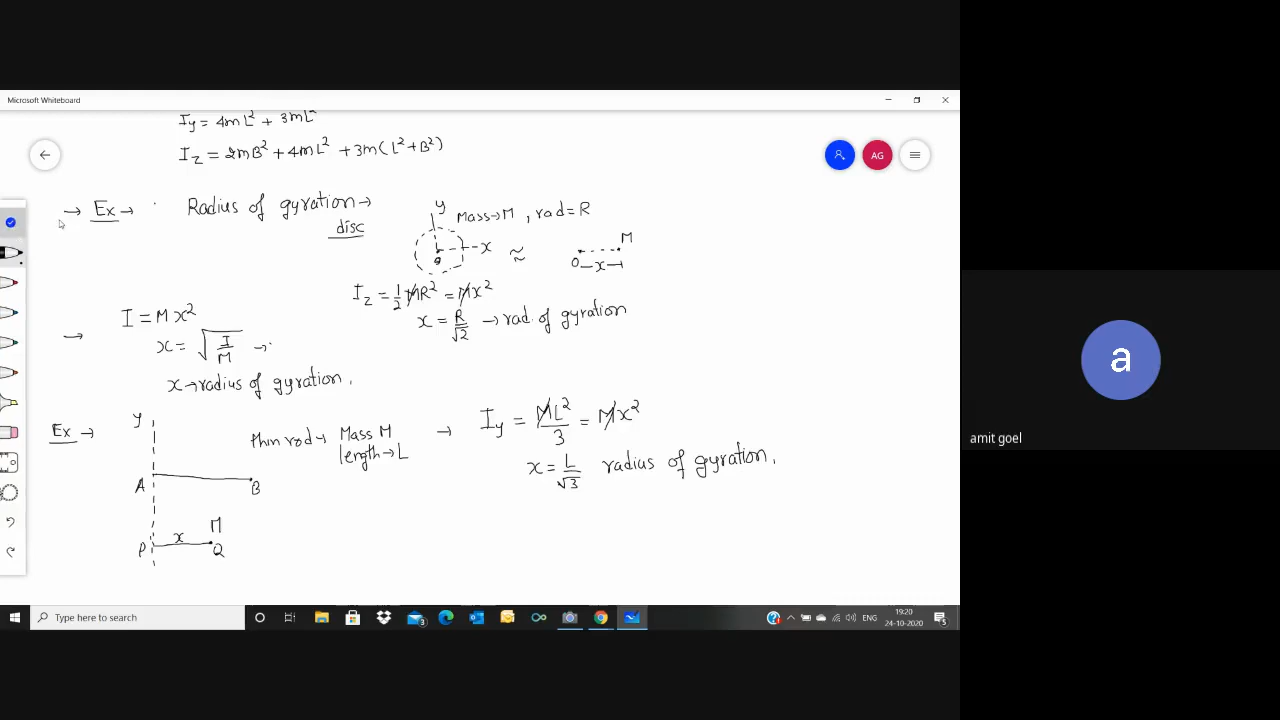 Microsoft Whiteboard
Iy = 4mL² + 3mL²
Iz = 2mB² + 4mL² + 3m(L² + B²)
AG
→ Ex → Radius of gyration →
disc
y
Mass → M, rad = R
x
≈
M
O
x
Iz = 1/2 MR² = Mx²
x = R/√2 → rad. of gyration
→ I = Mx²
x = √(I/M) →
x → radius of gyration.
Ex →
y
thin rod → Mass M
length → L
A
B
→ Iy = ML²/3 = Mx²
x = L/√3 radius of gyration.
M
P
x
Q
a
amit goel
Type here to search
3
ENG
19:20
24-10-2020
5